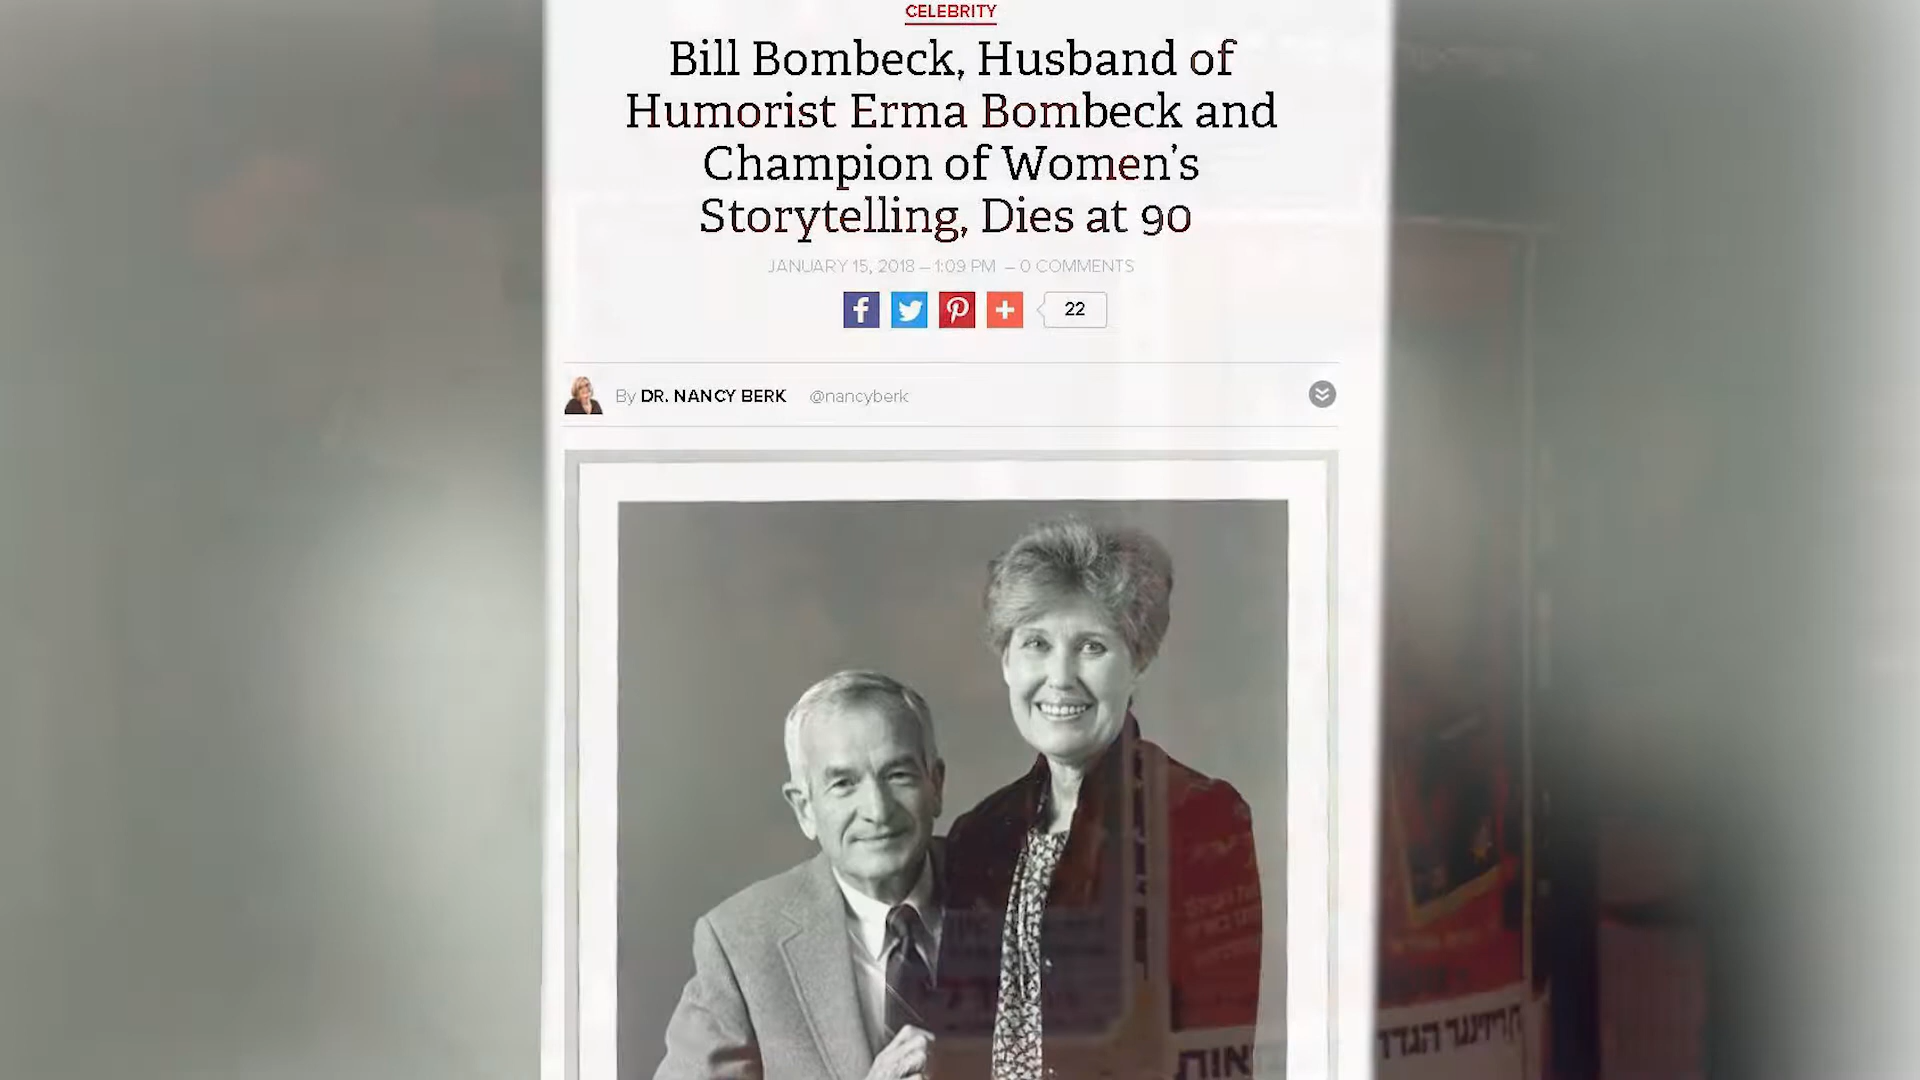 CELEBRITY
Bill Bombeck, Husband of
Humorist Erma Bombeck and
Champion of Women's
Storytelling, Dies at 90
JANUARY 15, 2018 – 1:09 PM – 0 COMMENTS
22
By DR. NANCY BERK @nancyberk